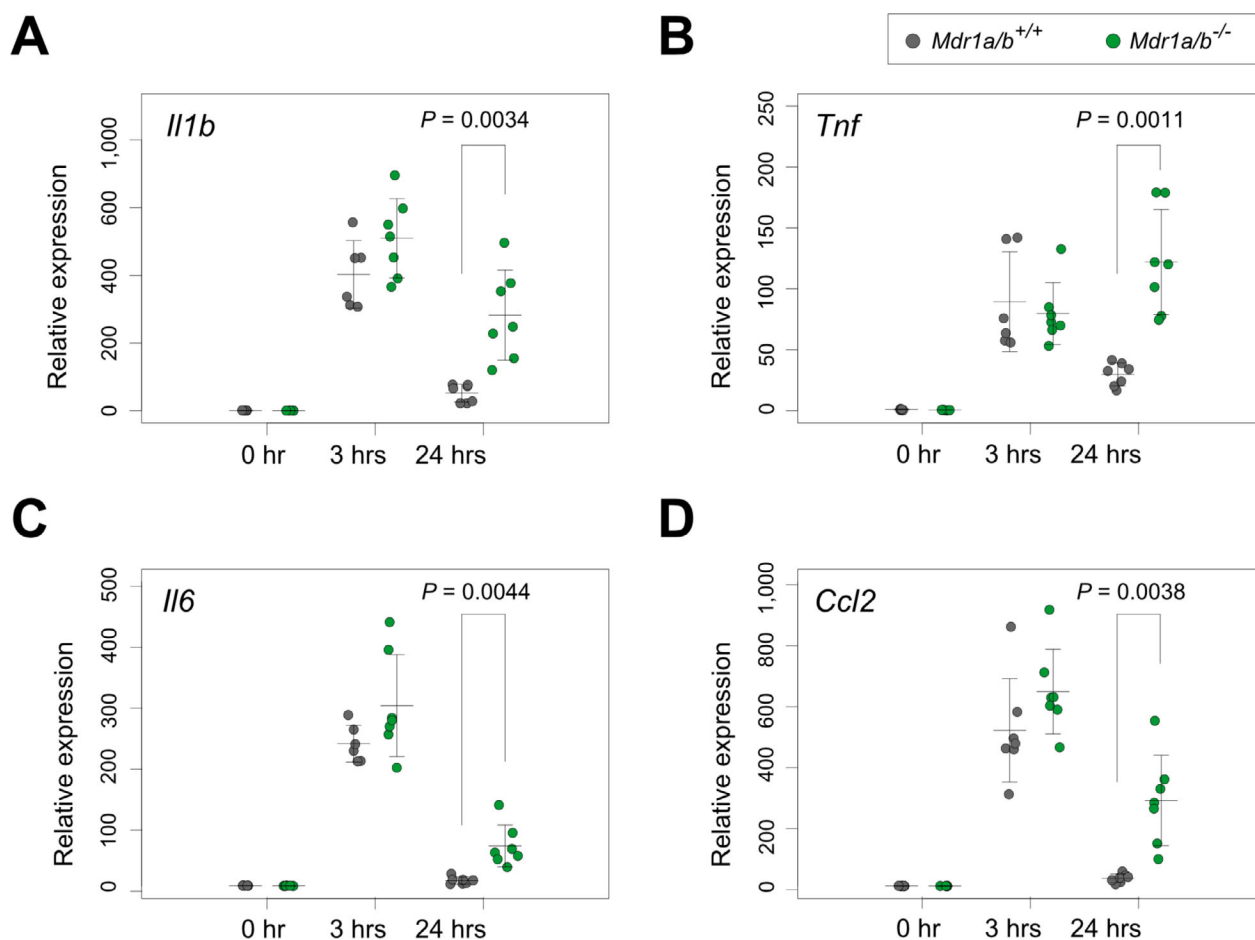 A
B
Mdr1a/b+/+ Mdr1a/b-/-
Il1b
P = 0.0034
Relative expression
1,000
600
400
200
0
0 hr 3 hrs 24 hrs
Tnf
P = 0.0011
Relative expression
250
200
150
100
50
0
0 hr 3 hrs 24 hrs
C
D
Il6
P = 0.0044
Relative expression
500
400
300
200
100
0
0 hr 3 hrs 24 hrs
Ccl2
P = 0.0038
Relative expression
1,000
800
600
400
200
0
0 hr 3 hrs 24 hrs